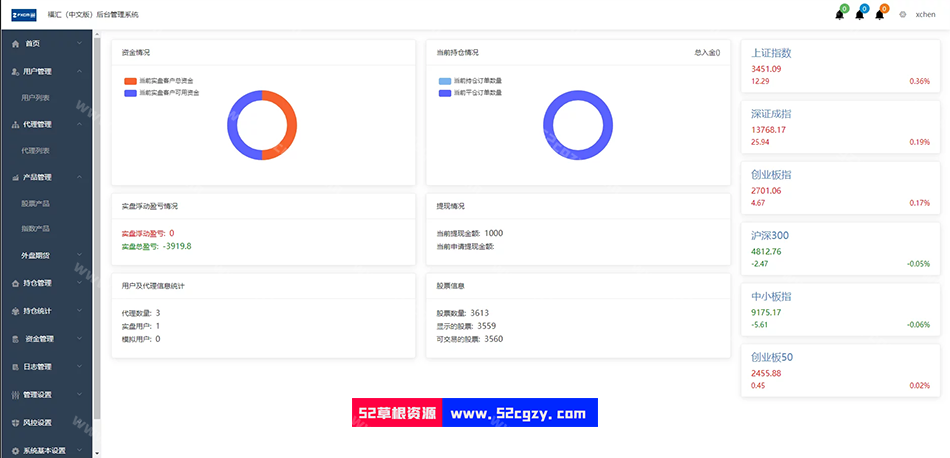 FXCM 福汇（中文版）后台管理系统
0 0 0 xchen
首页
用户管理
用户列表
代理管理
代理列表
产品管理
股票产品
指数产品
外盘期货
持仓管理
持仓统计
资金管理
日志管理
管理设置
风控设置
系统基本设置
资金情况
当前实盘客户总资金
当前实盘客户可用资金
当前持仓情况 总入金()
当前持仓订单数量
当前平仓订单数量
实盘浮动盈亏情况
实盘浮动盈亏: 0
实盘总盈亏: -3919.8
提现情况
当前提现金额: 1000
当前申请提现金额:
用户及代理信息统计
代理数量: 3
实盘用户: 1
模拟用户: 0
股票信息
股票数量: 3613
显示的股票: 3559
可交易的股票: 3560
上证指数
3451.09
12.29 0.36%
深证成指
13768.17
25.94 0.19%
创业板指
2701.06
4.67 0.17%
沪深300
4812.76
-2.47 -0.05%
中小板指
9175.17
-5.61 -0.06%
创业板50
2455.88
0.45 0.02%
52草根资源 www.52cgzy.com